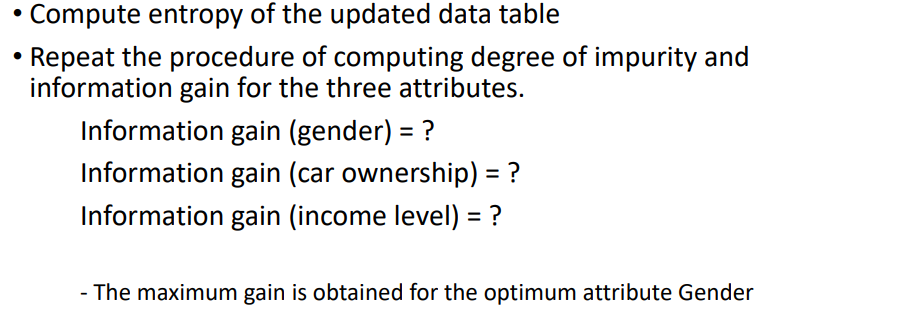 • Compute entropy of the updated data table
• Repeat the procedure of computing degree of impurity and
information gain for the three attributes.
Information gain (gender) = ?
Information gain (car ownership) = ?
Information gain (income level) = ?
- The maximum gain is obtained for the optimum attribute Gender